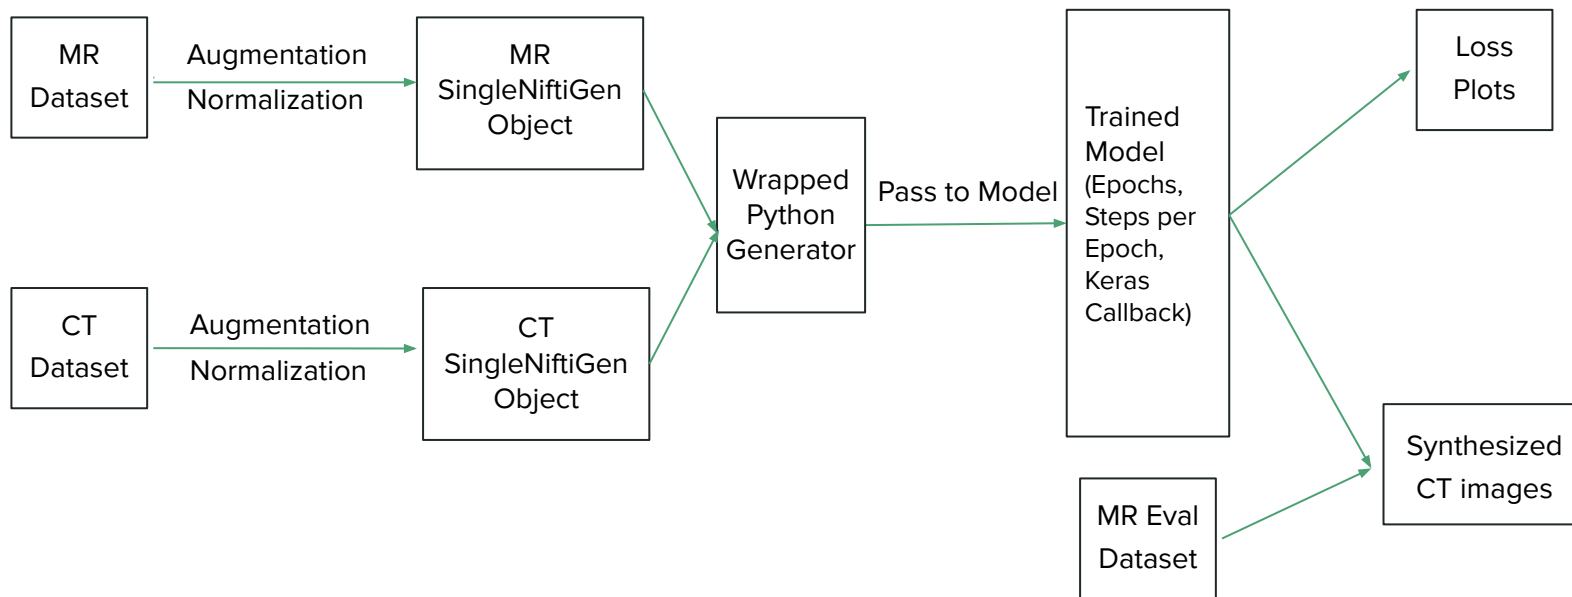 MR
Dataset
Augmentation
Normalization
MR
SingleNiftiGen
Object
CT
Dataset
Augmentation
Normalization
CT
SingleNiftiGen
Object
Wrapped
Python
Generator
Pass to Model
Trained
Model
(Epochs,
Steps per
Epoch,
Keras
Callback)
Loss
Plots
MR Eval
Dataset
Synthesized
CT images